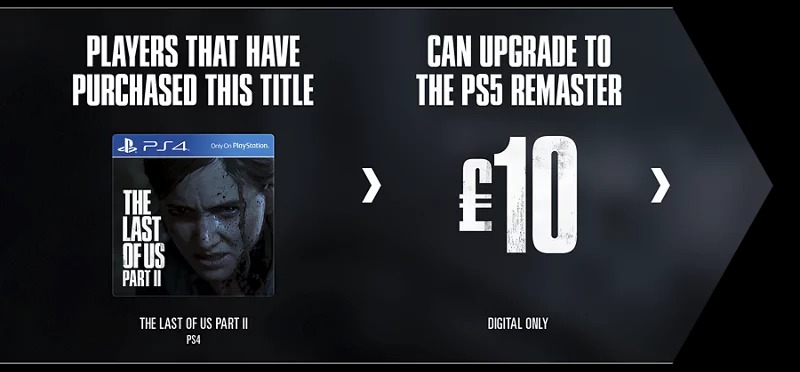 PLAYERS THAT HAVE
PURCHASED THIS TITLE
PS4
Only On PlayStation.
THE
LAST
OF US
PART II
THE LAST OF US PART II
PS4
CAN UPGRADE TO
THE PS5 REMASTER
£10
DIGITAL ONLY